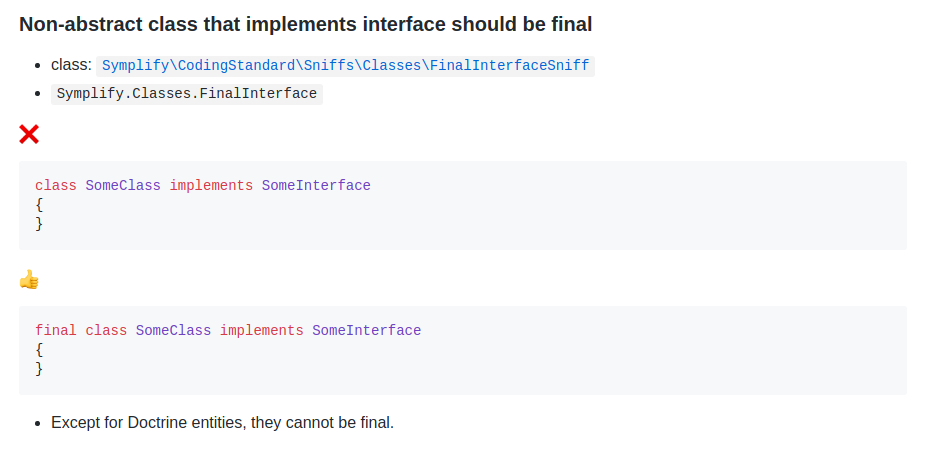 Non-abstract class that implements interface should be final
class: Symplify\CodingStandard\Sniffs\Classes\FinalInterfaceSniff
Symplify.Classes.FinalInterface
class SomeClass implements SomeInterface
{
}
final class SomeClass implements SomeInterface
{
}
Except for Doctrine entities, they cannot be final.